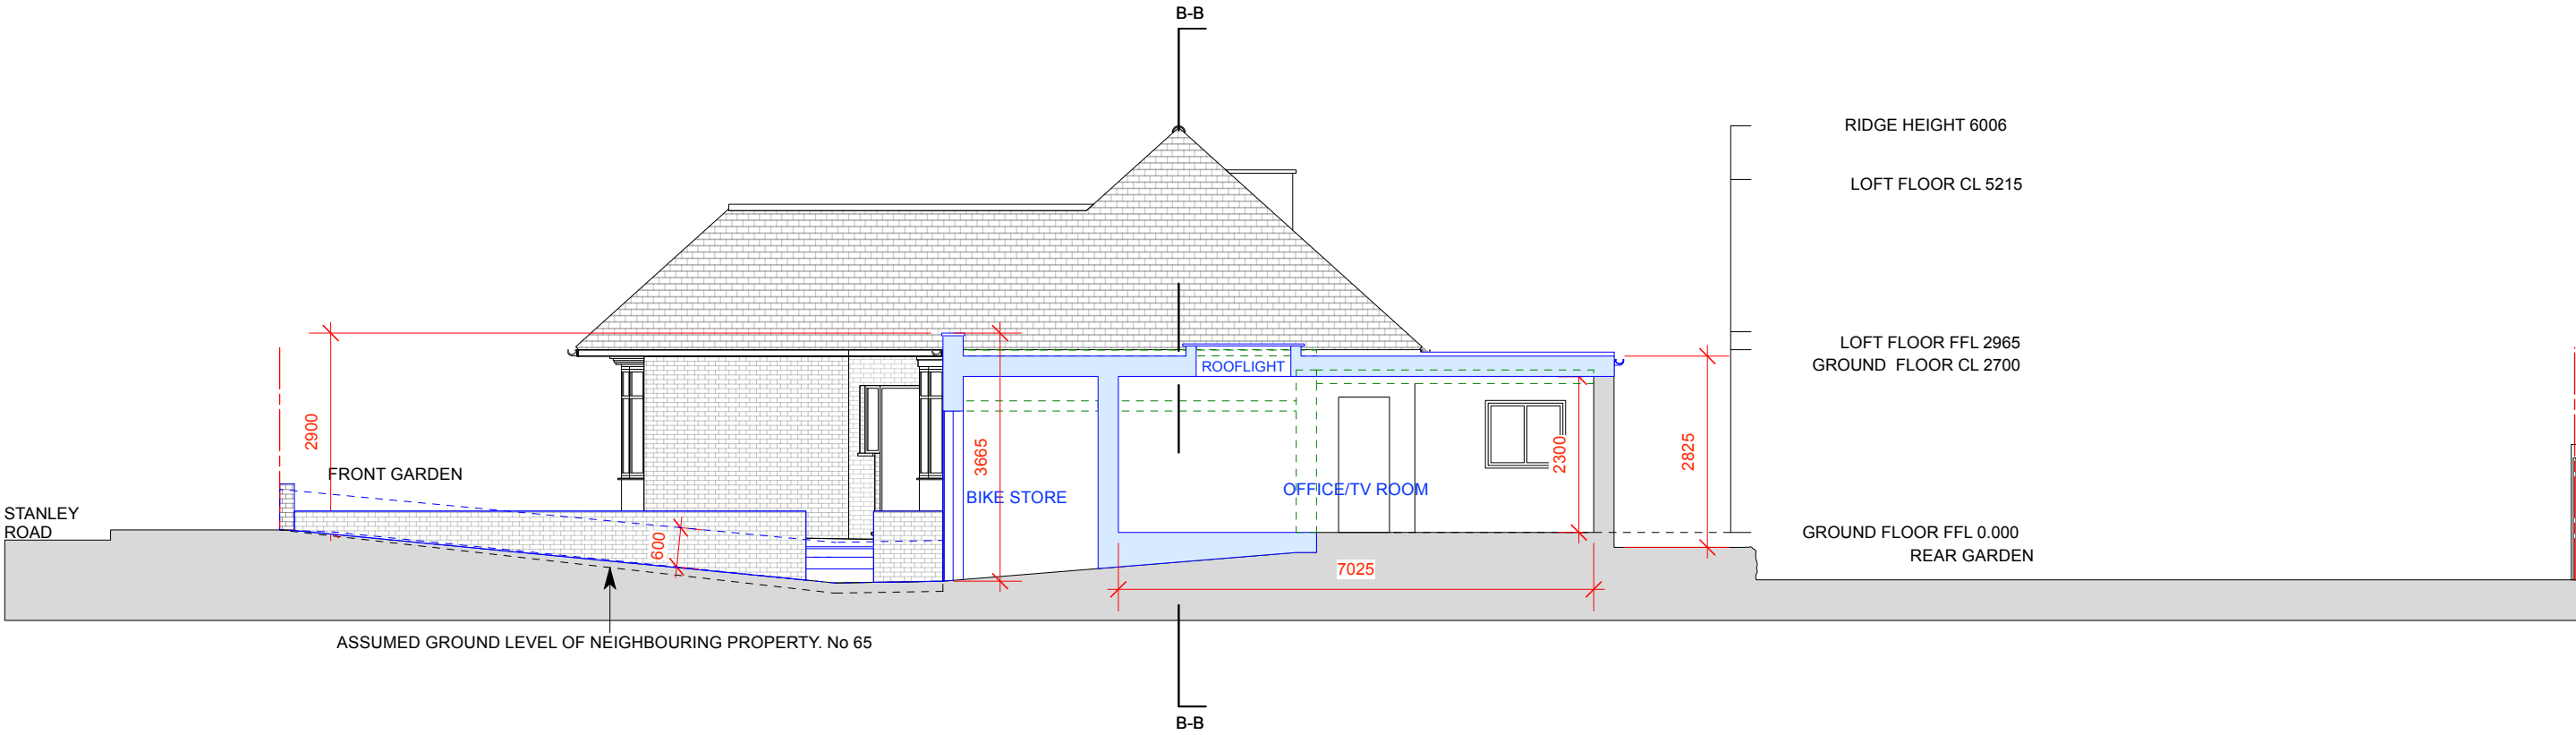 B-B
RIDGE HEIGHT 6006
LOFT FLOOR CL 5215
LOFT FLOOR FFL 2965
GROUND  FLOOR CL 2700
ROOFLIGHT
2900
3665
2300
2825
FRONT GARDEN
BIKE STORE
OFFICE/TV ROOM
STANLEY
ROAD
600
GROUND FLOOR FFL 0.000
REAR GARDEN
7025
ASSUMED GROUND LEVEL OF NEIGHBOURING PROPERTY. No 65
B-B